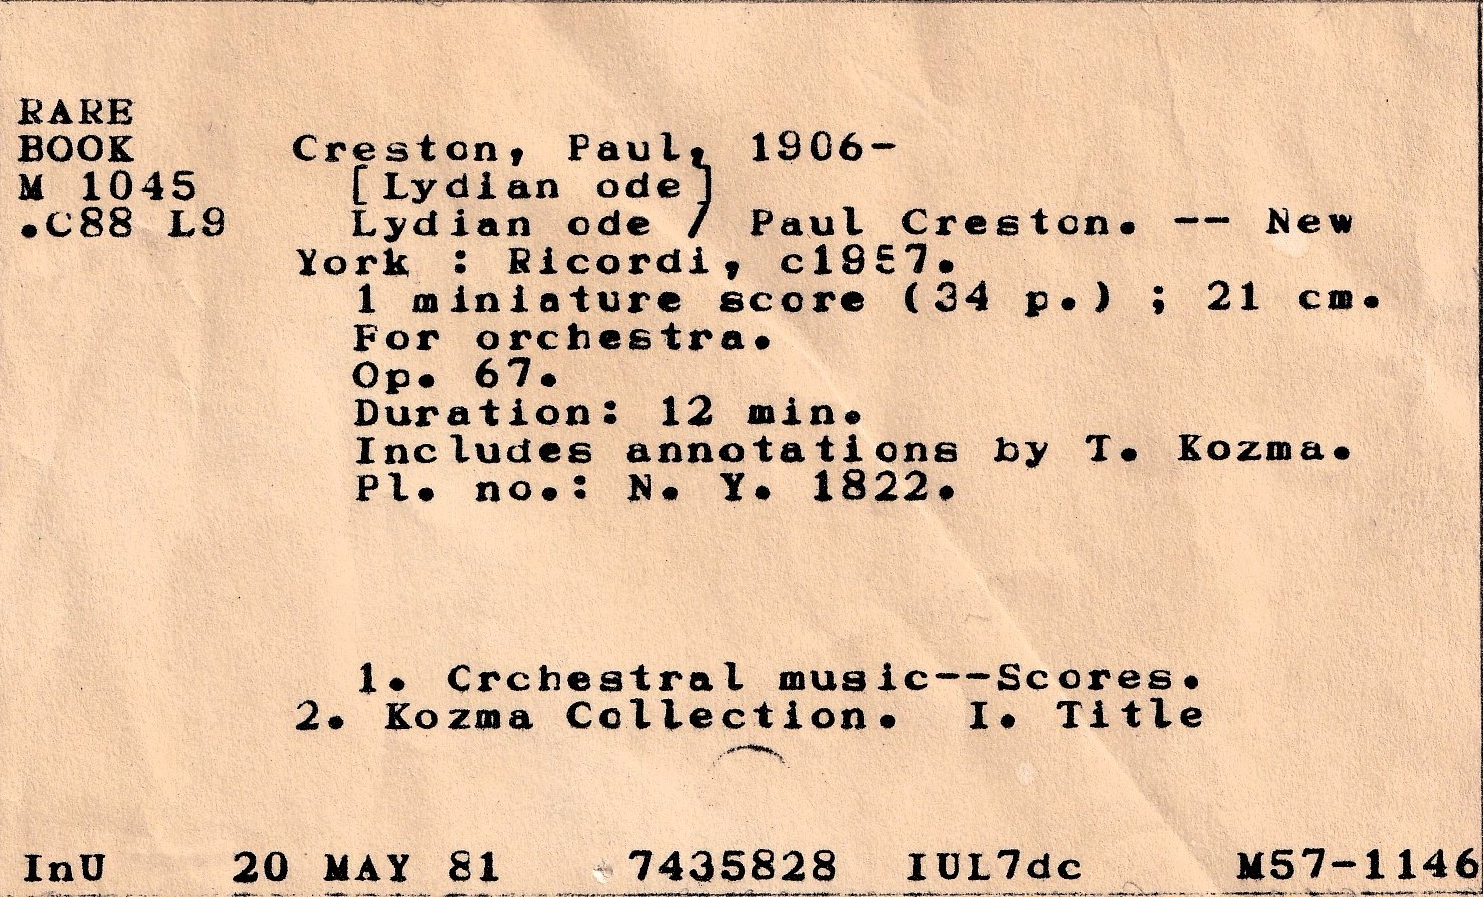 RARE
BOOK Creston, Paul, 1906-
M 1045 [Lydian ode]
.C88 L9 Lydian ode / Paul Creston. -- New
York : Ricordi, c1957.
1 miniature score (34 p.) ; 21 cm.
For orchestra.
Op. 67.
Duration: 12 min.
Includes annotations by T. Kozma.
Pl. no.: N. Y. 1822.
1. Orchestral music--Scores.
2. Kozma Collection. I. Title
InU 20 MAY 81 7435828 IUL7dc M57-1146